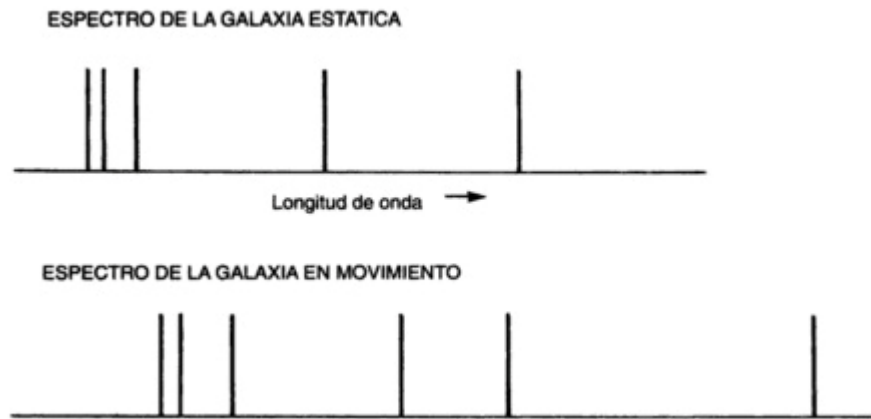 ESPECTRO DE LA GALAXIA ESTATICA
Longitud de onda
ESPECTRO DE LA GALAXIA EN MOVIMIENTO